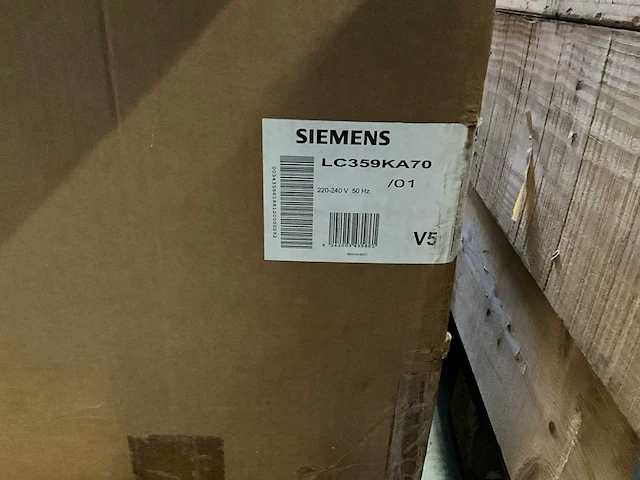 SIEMENS
LC359KA70
/01
220-240 V 50 Hz
V5